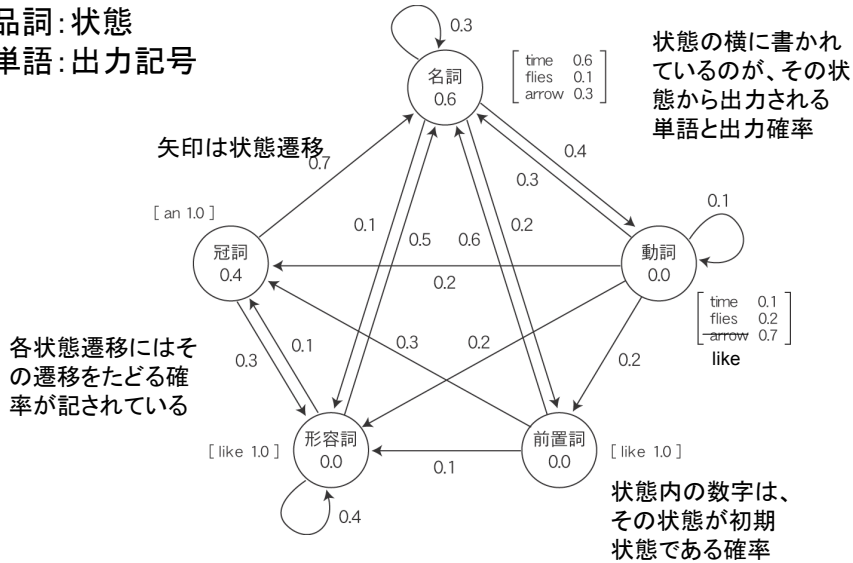 品詞：状態
単語：出力記号
0.3
名詞
0.6
time 0.6
flies 0.1
arrow 0.3
状態の横に書かれ
ているのが、その状
態から出力される
単語と出力確率
矢印は状態遷移
0.7
0.4
0.3
[ an 1.0 ]
0.1
0.5
0.6
0.2
0.1
冠詞
0.4
動詞
0.0
0.2
time 0.1
flies 0.2
arrow 0.7
like
各状態遷移にはそ
の遷移をたどる確
率が記されている
0.3
0.1
0.3
0.2
0.2
[ like 1.0 ]
形容詞
0.0
前置詞
0.0
[ like 1.0 ]
0.1
0.4
状態内の数字は、
その状態が初期
状態である確率